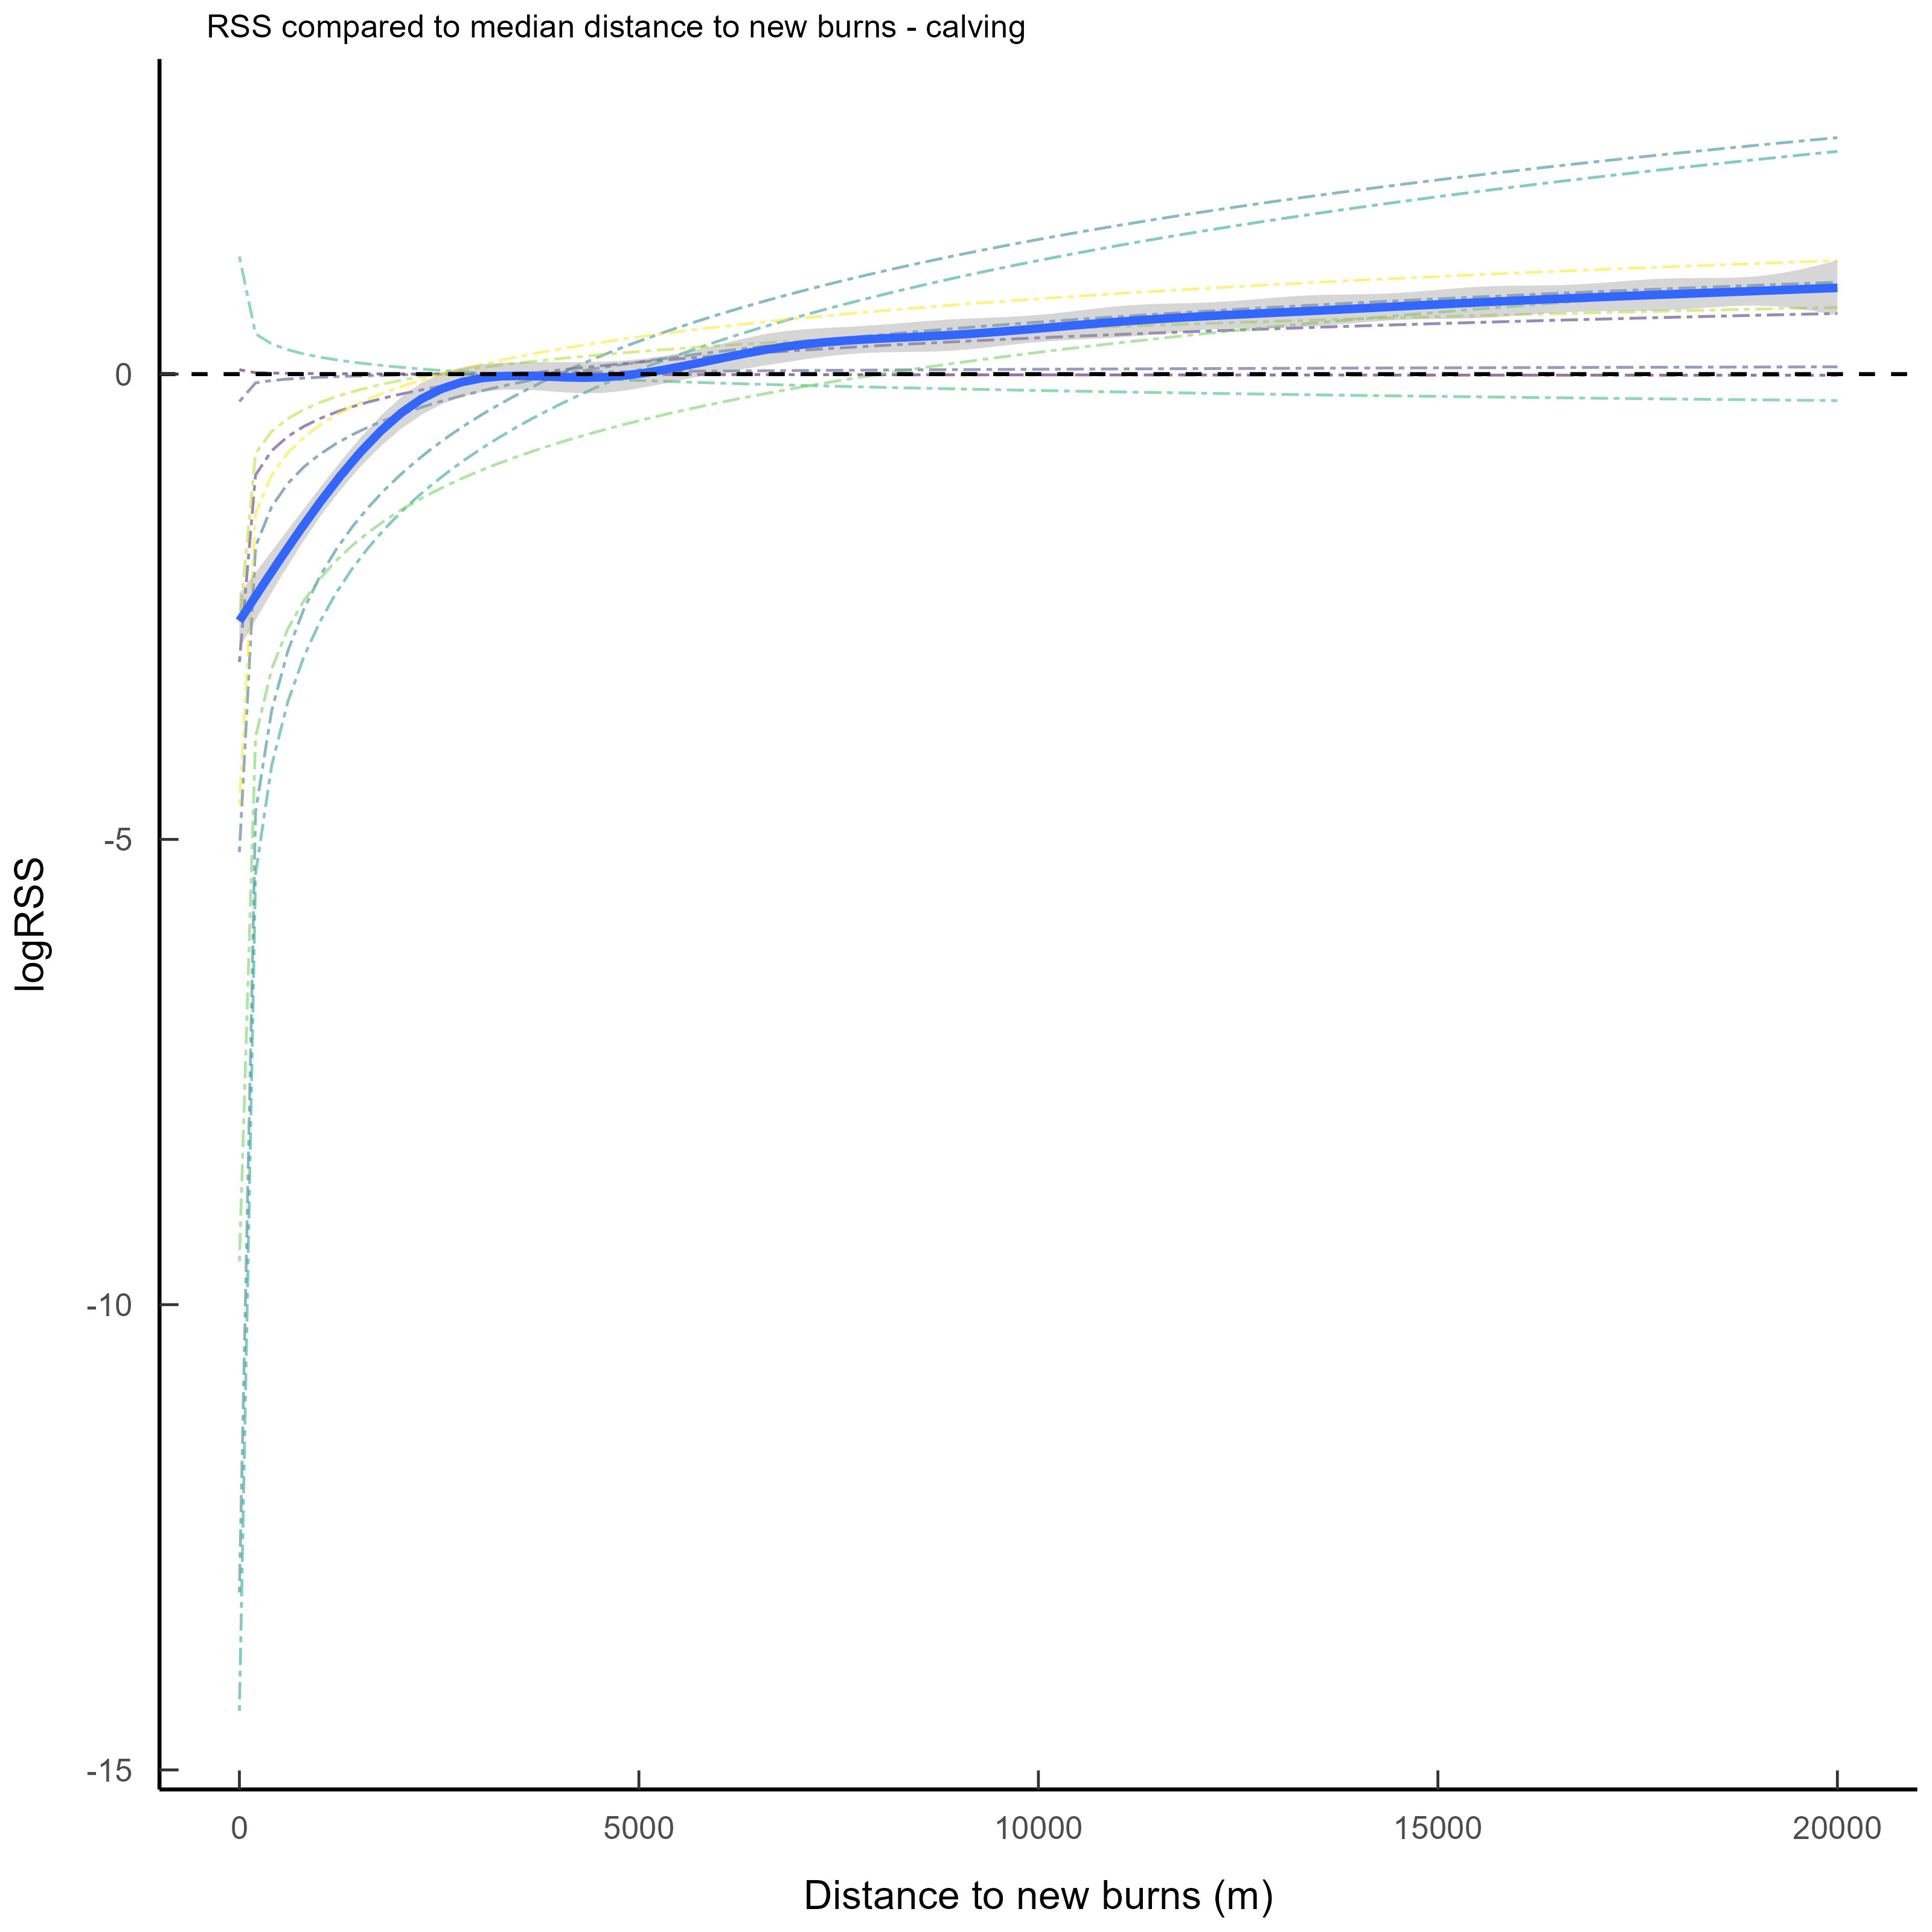 RSS compared to median distance to new burns - calving
logRSS
0
-5
-10
-15
0 5000 10000 15000 20000
Distance to new burns (m)